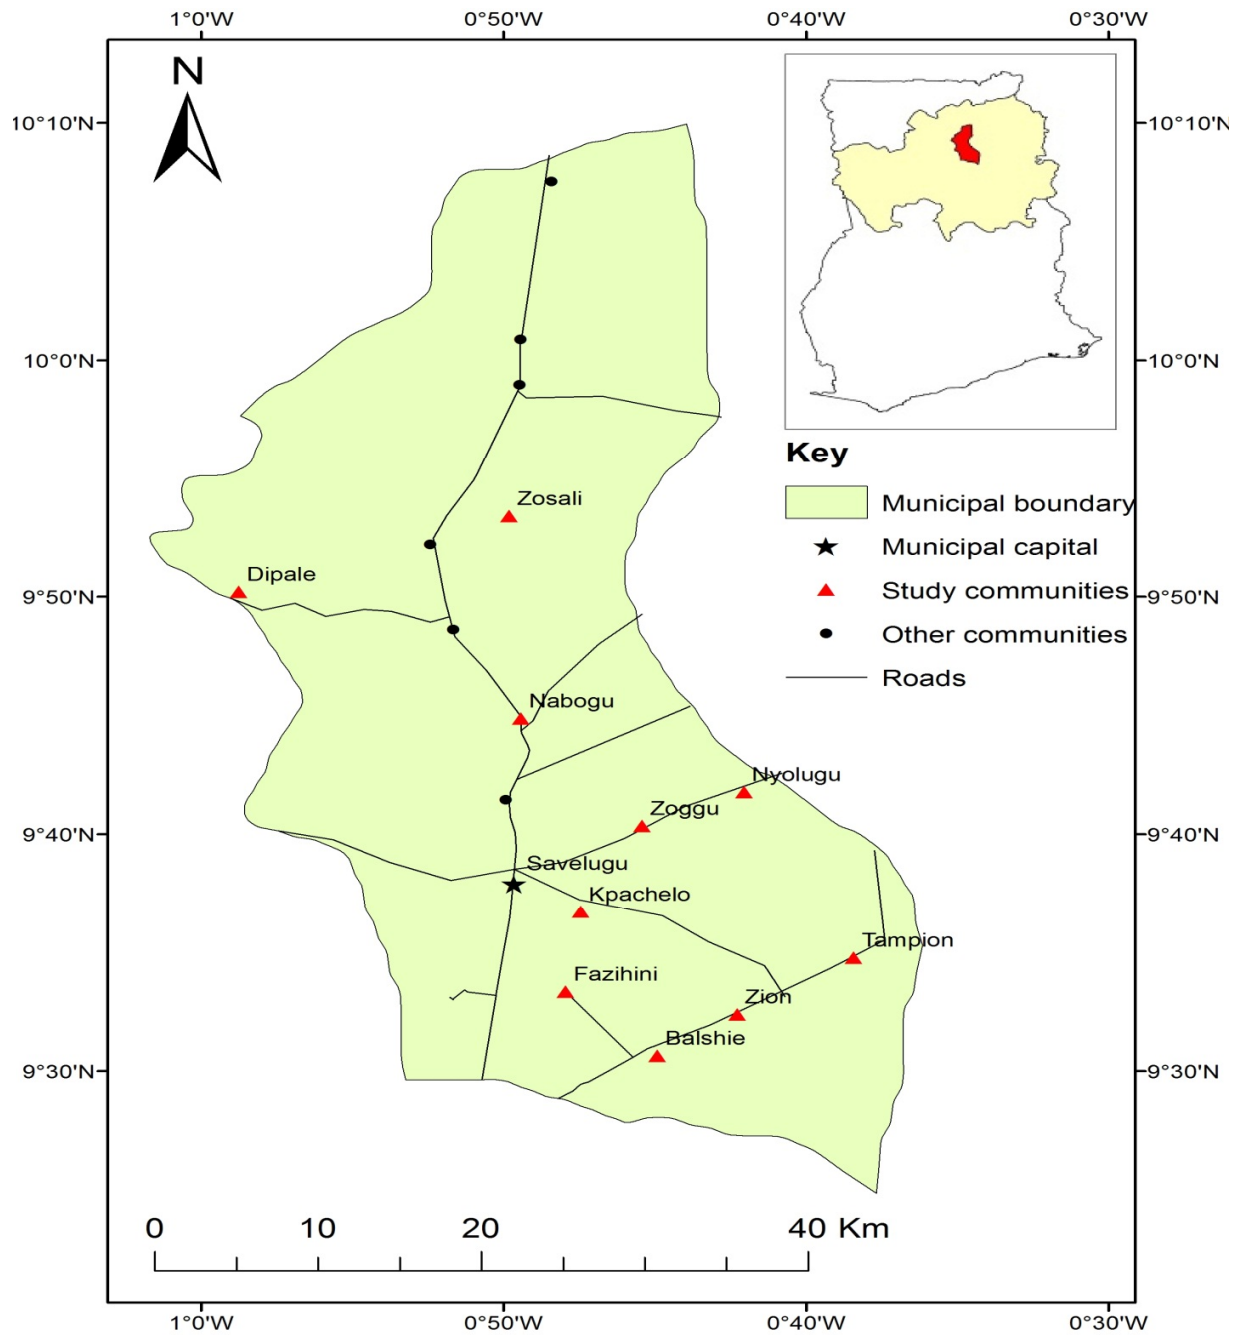 1°0'W 0°50'W 0°40'W 0°30'W
N
10°10'N 10°10'N
10°0'N 10°0'N
Key
Municipal boundary
Zosali
Municipal capital
Dipale
Study communities
9°50'N 9°50'N
Other communities
Roads
Nabogu
Nyolugu
Zoggu
9°40'N 9°40'N
Savelugu
Kpachelo
Tampion
Fazihini
Zion
Balshie
9°30'N 9°30'N
0 10 20 40 Km
1°0'W 0°50'W 0°40'W 0°30'W